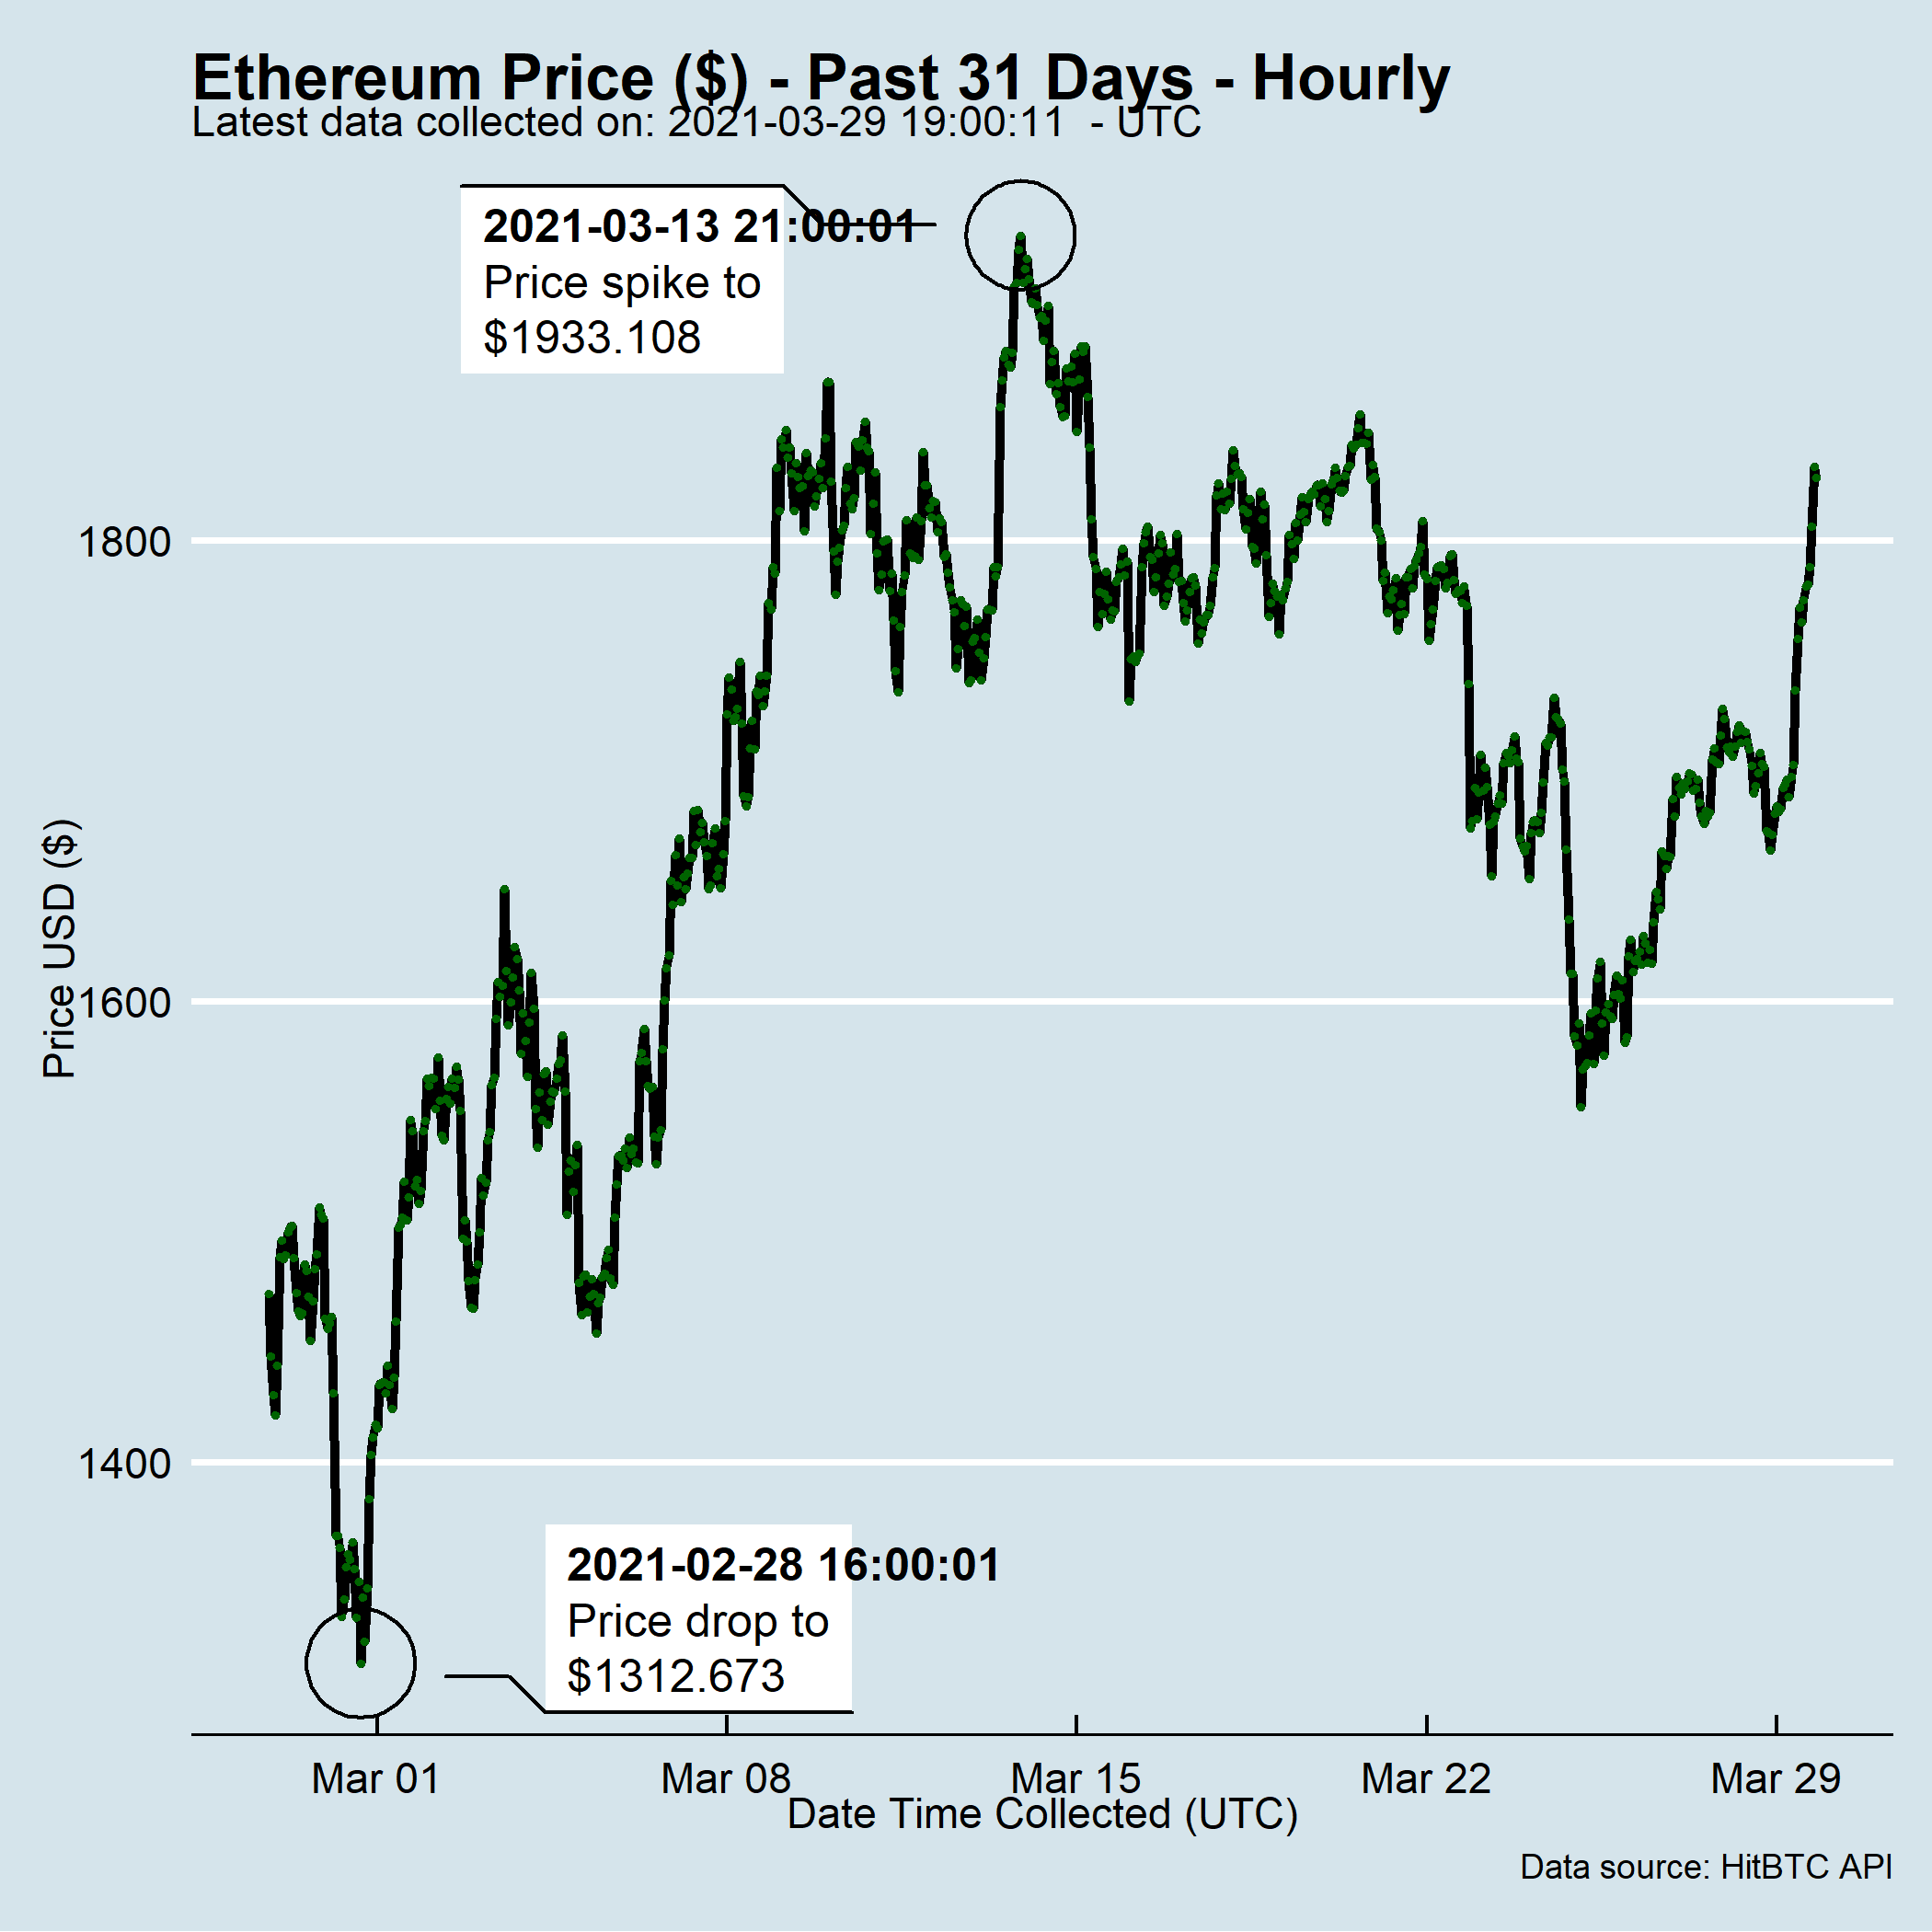 Ethereum Price ($) - Past 31 Days - Hourly
Latest data collected on: 2021-03-29 19:00:11  - UTC
2021-03-13 21:00:01
Price spike to
$1933.108
1800
1600
1400
Price USD ($)
2021-02-28 16:00:01
Price drop to
$1312.673
Mar 01
Mar 08
Mar 15
Mar 22
Mar 29
Date Time Collected (UTC)
Data source: HitBTC API